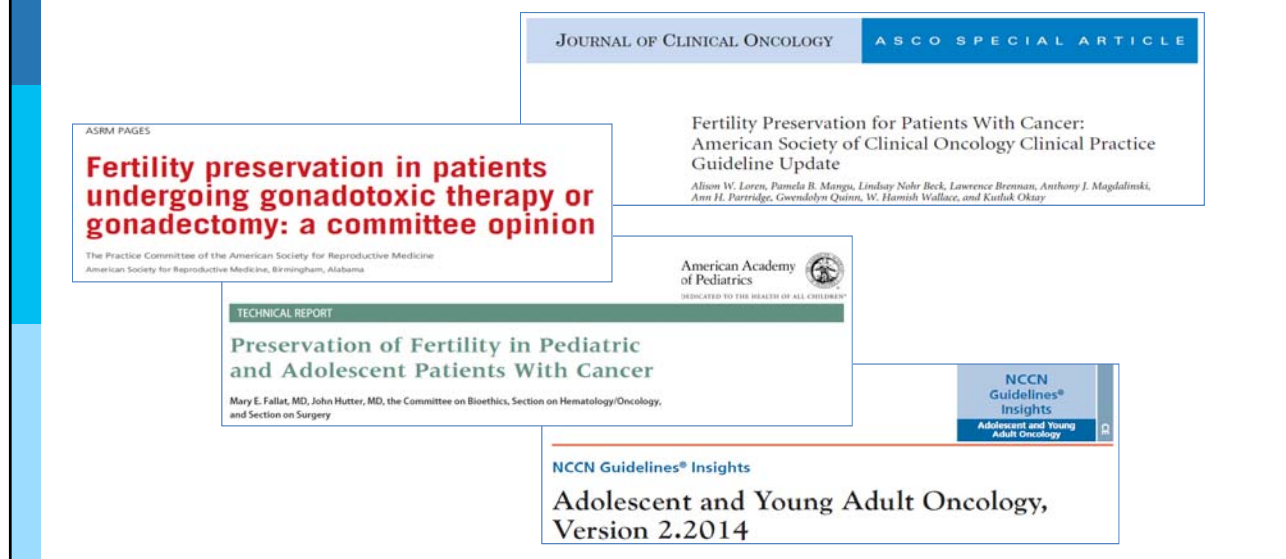 JOURNAL OF CLINICAL ONCOLOGY
ASCO SPECIAL ARTICLE
Fertility Preservation for Patients With Cancer:
American Society of Clinical Oncology Clinical Practice
Guideline Update
Alison W. Loren, Pamela B. Mangu, Lindsay Nohr Beck, Lawrence Brennan, Anthony J. Magdalinski,
Ann H. Partridge, Gwendolyn Quinn, W. Hamish Wallace, and Kutluk Oktay
ASRM PAGES
Fertility preservation in patients
undergoing gonadotoxic therapy or
gonadectomy: a committee opinion
The Practice Committee of the American Society for Reproductive Medicine
American Society for Reproductive Medicine, Birmingham, Alabama
American Academy
of Pediatrics
DEDICATED TO THE HEALTH OF ALL CHILDREN®
TECHNICAL REPORT
Preservation of Fertility in Pediatric
and Adolescent Patients With Cancer
Mary E. Fallat, MD, John Hutter, MD, the Committee on Bioethics, Section on Hematology/Oncology,
and Section on Surgery
NCCN
Guidelines®
Insights
Adolescent and Young
Adult Oncology
CE
NCCN Guidelines® Insights
Adolescent and Young Adult Oncology,
Version 2.2014